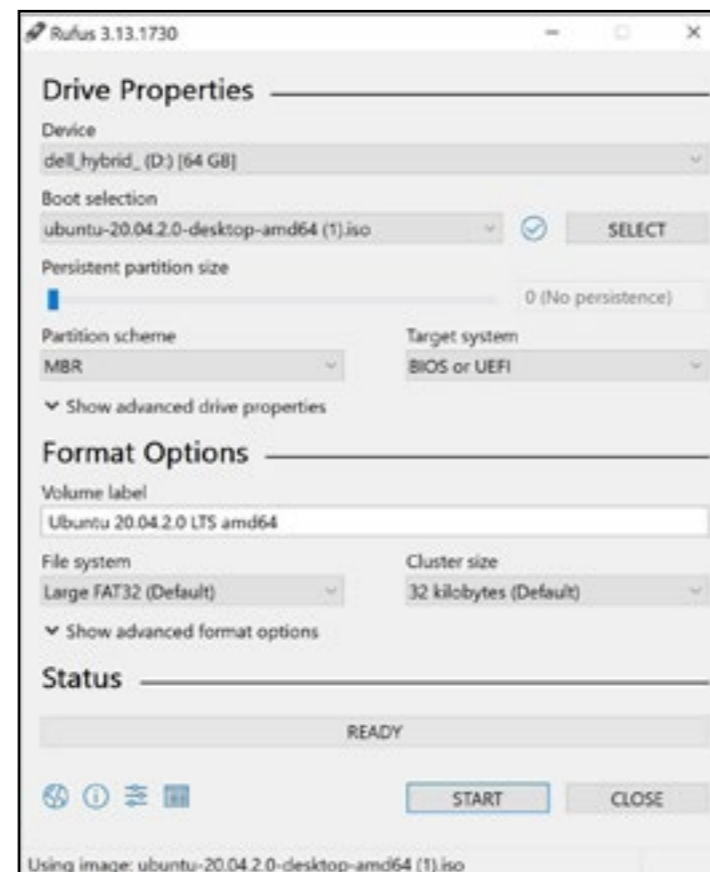 Rufus 3.13.1730
Drive Properties
Device
dell_hybrid_ (D:) [64 GB]
Boot selection
ubuntu-20.04.2.0-desktop-amd64 (1).iso
SELECT
Persistent partition size
0 (No persistence)
Partition scheme
Target system
MBR
BIOS or UEFI
Show advanced drive properties
Format Options
Volume label
Ubuntu 20.04.2.0 LTS amd64
File system
Cluster size
Large FAT32 (Default)
32 kilobytes (Default)
Show advanced format options
Status
READY
START
CLOSE
Using image: ubuntu-20.04.2.0-desktop-amd64 (1).iso